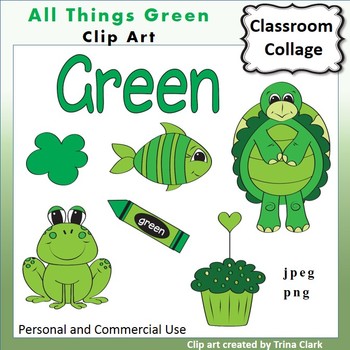 All Things Green
Clip Art
Classroom
Collage
Green
green
jpeg
png
Personal and Commercial Use
Clip art created by Trina Clark